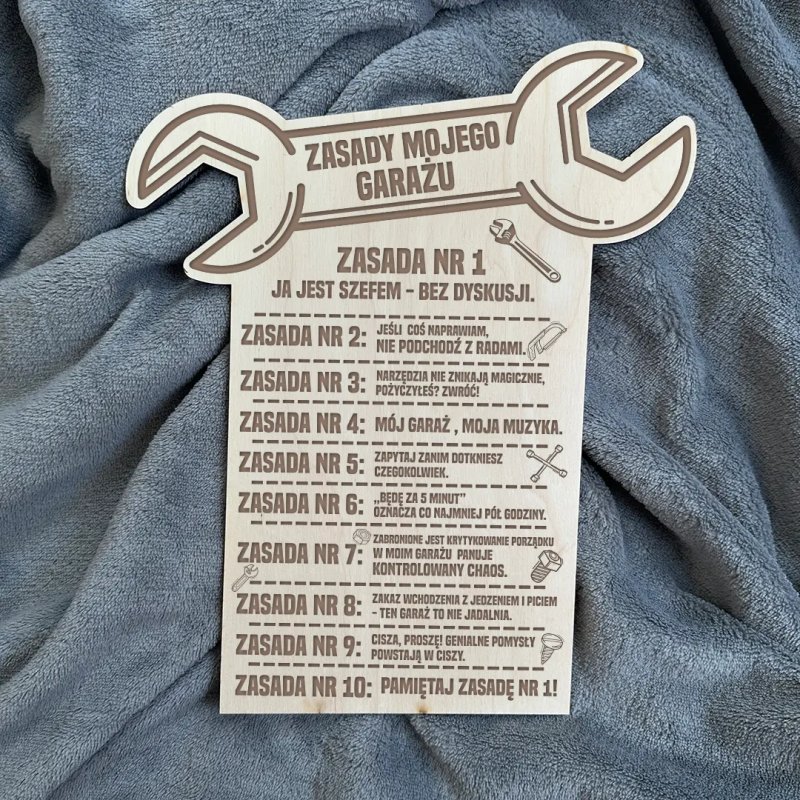 ZASADY MOJEGO
GARAŻU
ZASADA NR 1
JA JEST SZEFEM - BEZ DYSKUSJI.
ZASADA NR 2: JEŚLI COŚ NAPRAWIAM,
NIE PODCHODŹ Z RADAMI.
ZASADA NR 3: NARZĘDZIA NIE ZNIKAJĄ MAGICZNIE,
POŻYCZYŁEŚ? ZWRÓĆ!
ZASADA NR 4: MÓJ GARAŻ , MOJA MUZYKA.
ZASADA NR 5: ZAPYTAJ ZANIM DOTKNIESZ
CZEGOKOLWIEK.
ZASADA NR 6: „BĘDĘ ZA 5 MINUT"
OZNACZA CO NAJMNIEJ PÓŁ GODZINY.
ZASADA NR 7: ZABRONIONE JEST KRYTYKOWANIE PORZĄDKU
W MOIM GARAŻU PANUJE
KONTROLOWANY CHAOS.
ZASADA NR 8: ZAKAZ WCHODZENIA Z JEDZENIEM I PICIEM
- TEN GARAŻ TO NIE JADALNIA.
ZASADA NR 9: CISZA, PROSZĘ! GENIALNE POMYSŁY
POWSTAJĄ W CISZY.
ZASADA NR 10: PAMIĘTAJ ZASADĘ NR 1!